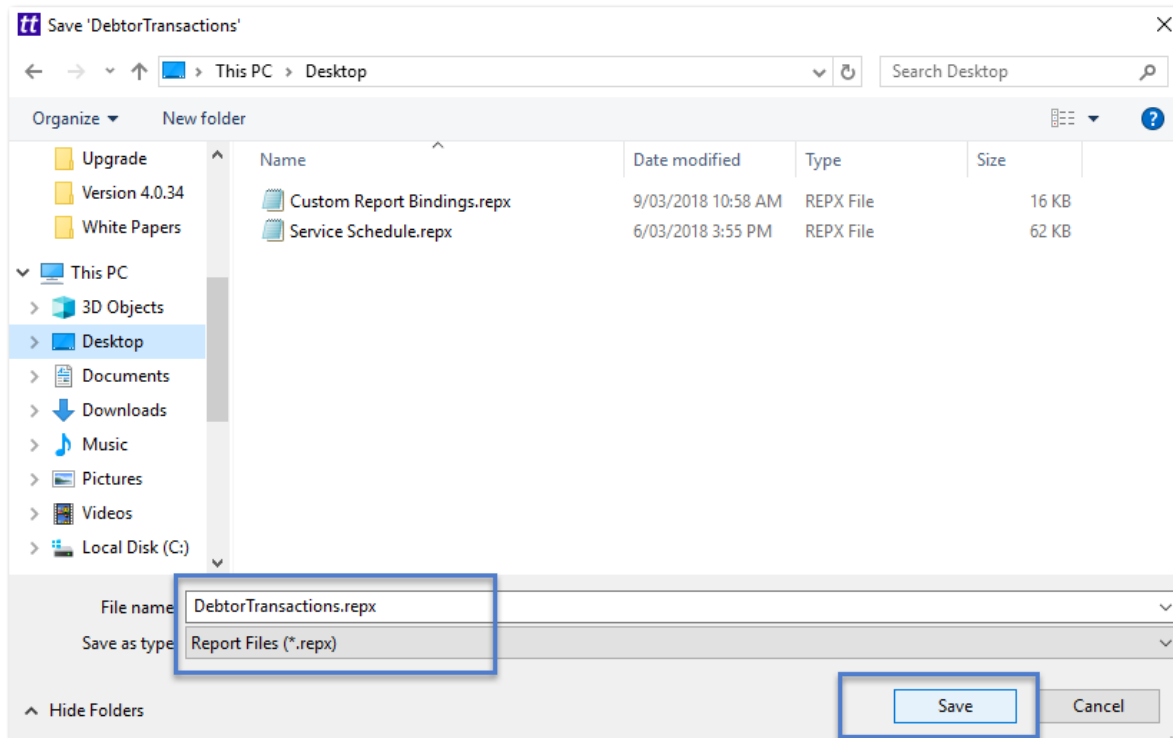 tt Save 'DebtorTransactions'
This PC > Desktop Search Desktop
Organize New folder ?
Name Date modified Type Size
Upgrade
Version 4.0.34
White Papers
This PC
3D Objects
Desktop
Documents
Downloads
Music
Pictures
Videos
Local Disk (C:)
Custom Report Bindings.repx 9/03/2018 10:58 AM REPX File 16 KB
Service Schedule.repx 6/03/2018 3:55 PM REPX File 62 KB
File name DebtorTransactions.repx
Save as type Report Files (*.repx)
Hide Folders Save Cancel